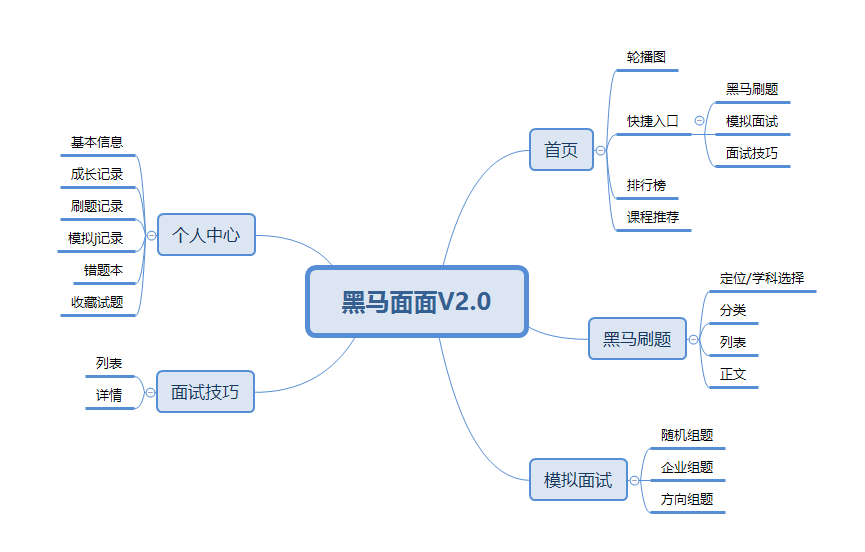 黑马面面V2.0
首页
轮播图
快捷入口
黑马刷题
模拟面试
面试技巧
排行榜
课程推荐
黑马刷题
定位/学科选择
分类
列表
正文
模拟面试
随机组题
企业组题
方向组题
个人中心
基本信息
成长记录
刷题记录
模拟j记录
错题本
收藏试题
面试技巧
列表
详情